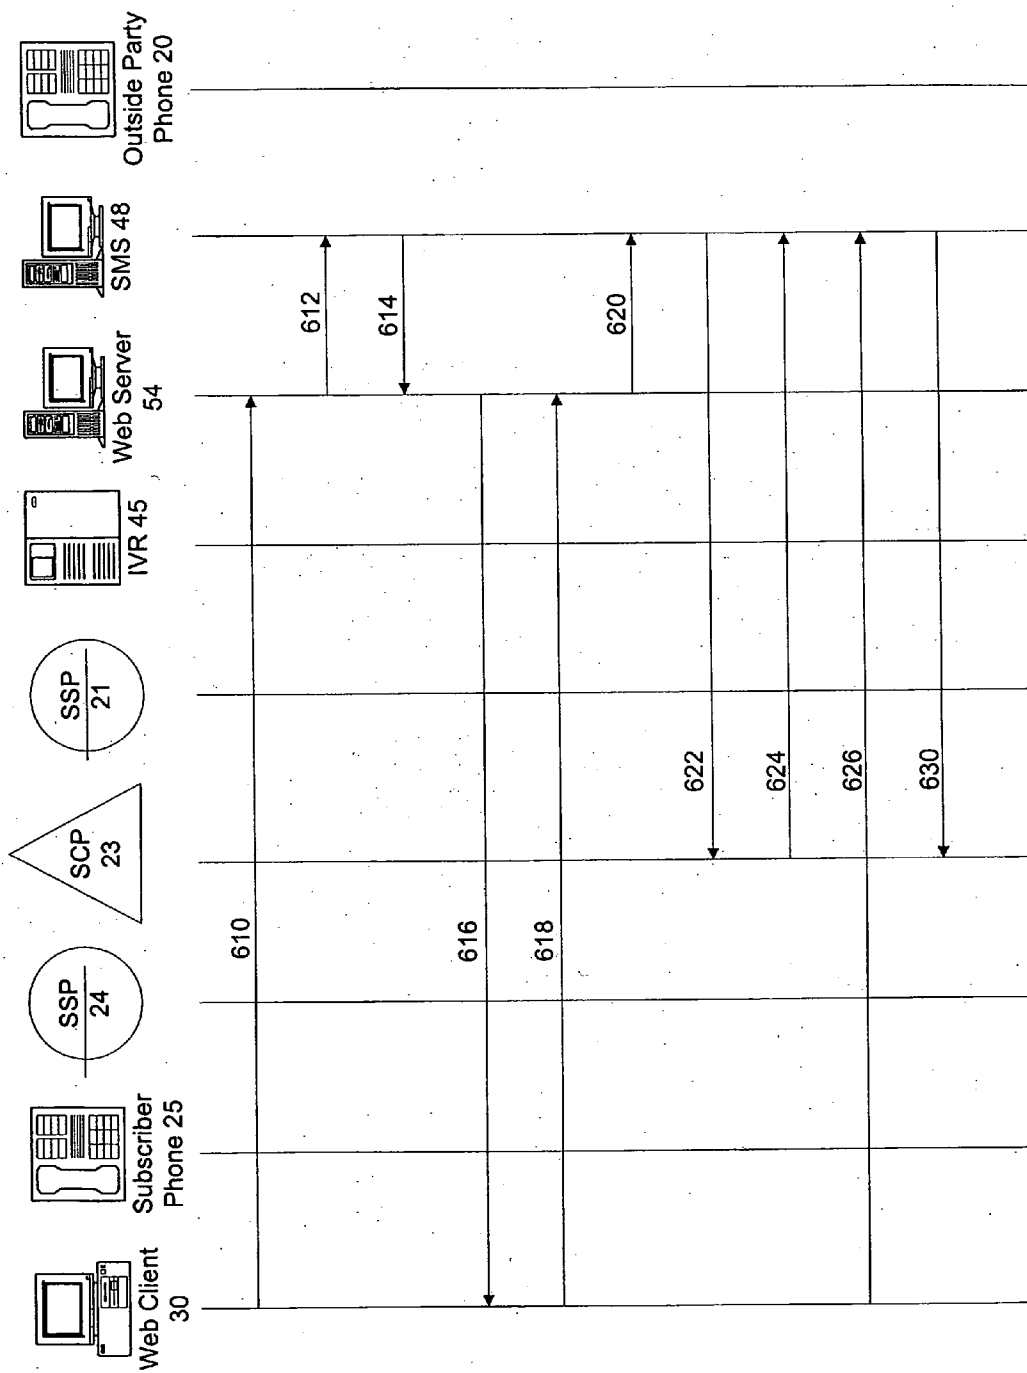 Web Client
30
Subscriber
Phone 25
SSP
24
SCP
23
SSP
21
IVR 45
Web Server
54
SMS 48
Outside Party
Phone 20
610
612
614
616
618
620
622
624
626
630